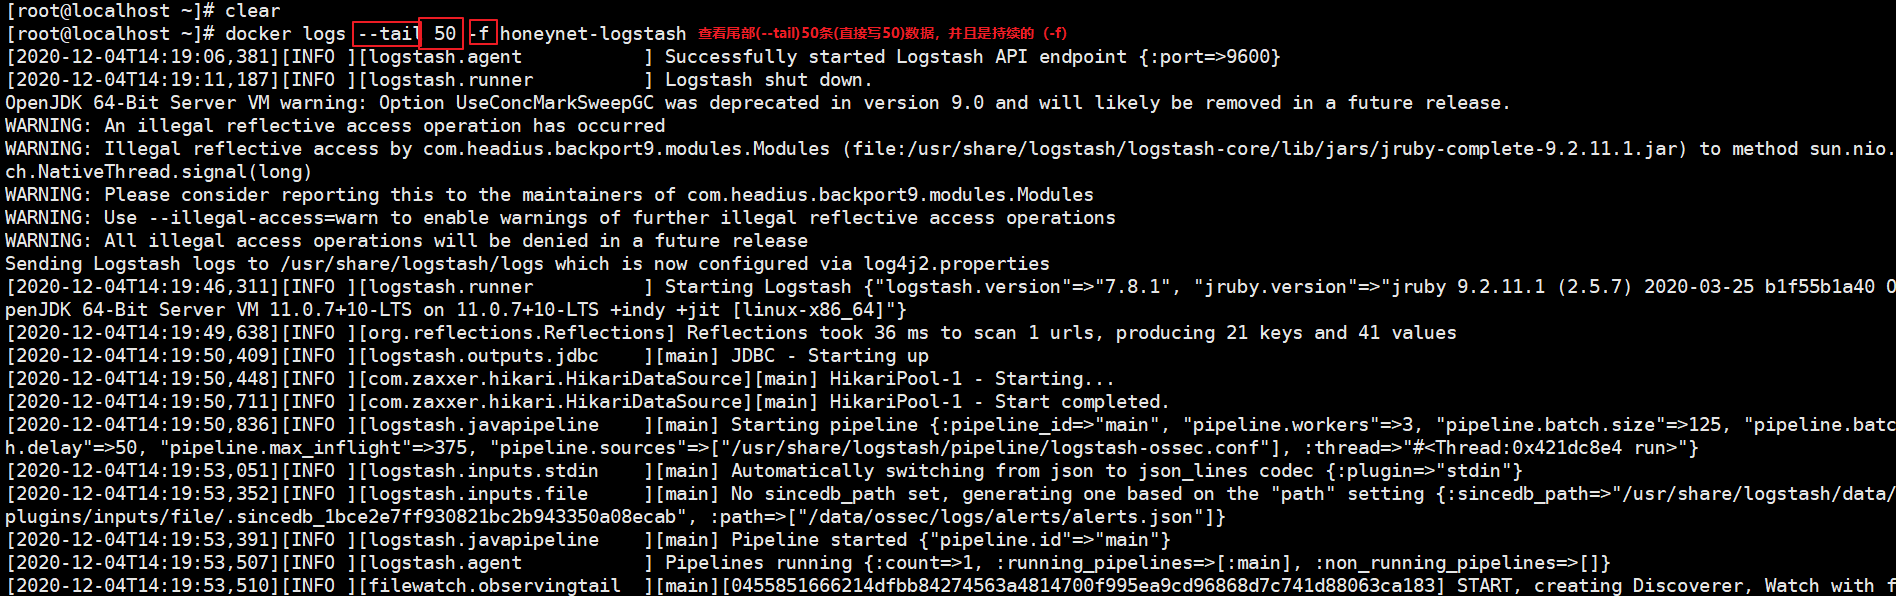 [root@localhost ~]# clear
[root@localhost ~]# docker logs --tail 50 -f honeynet-logstash 查看尾部(--tail)50条(直接写50)数据，并且是持续的（-f）
[2020-12-04T14:19:06,381][INFO ][logstash.agent           ] Successfully started Logstash API endpoint {:port=>9600}
[2020-12-04T14:19:11,187][INFO ][logstash.runner          ] Logstash shut down.
OpenJDK 64-Bit Server VM warning: Option UseConcMarkSweepGC was deprecated in version 9.0 and will likely be removed in a future release.
WARNING: An illegal reflective access operation has occurred
WARNING: Illegal reflective access by com.headius.backport9.modules.Modules (file:/usr/share/logstash/logstash-core/lib/jars/jruby-complete-9.2.11.1.jar) to method sun.nio.
ch.NativeThread.signal(long)
WARNING: Please consider reporting this to the maintainers of com.headius.backport9.modules.Modules
WARNING: Use --illegal-access=warn to enable warnings of further illegal reflective access operations
WARNING: All illegal access operations will be denied in a future release
Sending Logstash logs to /usr/share/logstash/logs which is now configured via log4j2.properties
[2020-12-04T14:19:46,311][INFO ][logstash.runner          ] Starting Logstash {"logstash.version"=>"7.8.1", "jruby.version"=>"jruby 9.2.11.1 (2.5.7) 2020-03-25 b1f55b1a40 O
penJDK 64-Bit Server VM 11.0.7+10-LTS on 11.0.7+10-LTS +indy +jit [linux-x86_64]"}
[2020-12-04T14:19:49,638][INFO ][org.reflections.Reflections] Reflections took 36 ms to scan 1 urls, producing 21 keys and 41 values
[2020-12-04T14:19:50,409][INFO ][logstash.outputs.jdbc    ][main] JDBC - Starting up
[2020-12-04T14:19:50,448][INFO ][com.zaxxer.hikari.HikariDataSource][main] HikariPool-1 - Starting...
[2020-12-04T14:19:50,711][INFO ][com.zaxxer.hikari.HikariDataSource][main] HikariPool-1 - Start completed.
[2020-12-04T14:19:50,836][INFO ][logstash.javapipeline    ][main] Starting pipeline {:pipeline_id=>"main", "pipeline.workers"=>3, "pipeline.batch.size"=>125, "pipeline.batc
h.delay"=>50, "pipeline.max_inflight"=>375, "pipeline.sources"=>["/usr/share/logstash/pipeline/logstash-ossec.conf"], :thread=>"#<Thread:0x421dc8e4 run>"}
[2020-12-04T14:19:53,051][INFO ][logstash.inputs.stdin    ][main] Automatically switching from json to json_lines codec {:plugin=>"stdin"}
[2020-12-04T14:19:53,352][INFO ][logstash.inputs.file     ][main] No sincedb_path set, generating one based on the "path" setting {:sincedb_path=>"/usr/share/logstash/data/
plugins/inputs/file/.sincedb_1bce2e7ff930821bc2b943350a08ecab", :path=>["/data/ossec/logs/alerts/alerts.json"]}
[2020-12-04T14:19:53,391][INFO ][logstash.javapipeline    ][main] Pipeline started {"pipeline.id"=>"main"}
[2020-12-04T14:19:53,507][INFO ][logstash.agent           ] Pipelines running {:count=>1, :running_pipelines=>[:main], :non_running_pipelines=>[]}
[2020-12-04T14:19:53,510][INFO ][filewatch.observingtail  ][main][0455851666214dfbb84274563a4814700f995ea9cd96868d7c741d88063ca183] START, creating Discoverer, Watch with f